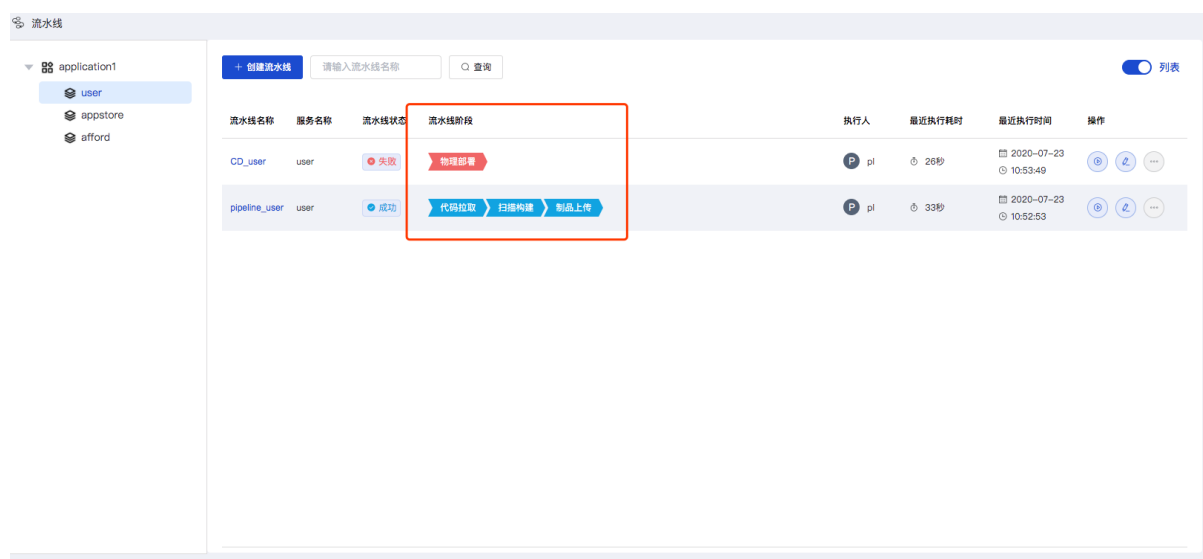 流水线
application1
user
appstore
afford
+ 创建流水线 请输入流水线名称 查询 列表
流水线名称 服务名称 流水线状态 流水线阶段 执行人 最近执行耗时 最近执行时间 操作
CD_user user 失败 物理部署 P pl 26秒 2020-07-23
10:53:49
pipeline_user user 成功 代码拉取 扫描构建 制品上传 P pl 33秒 2020-07-23
10:52:53